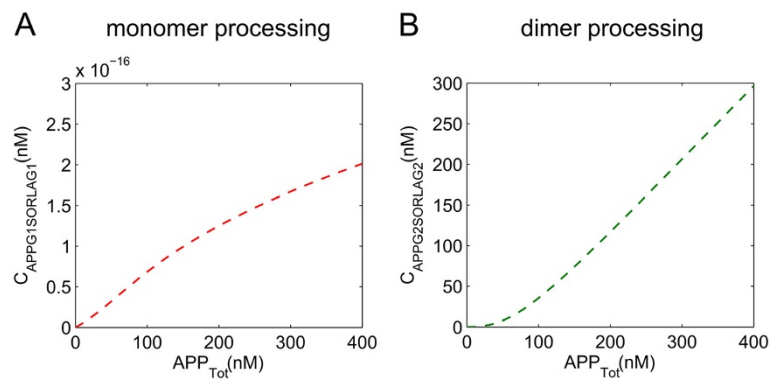 A
monomer processing
× 10⁻¹⁶
3
2.5
2
1.5
1
0.5
0
C_APPG1SORLAG1(nM)
0 100 200 300 400
APP_Tot(nM)
B
dimer processing
300
250
200
150
100
50
0
C_APPG2SORLAG2(nM)
0 100 200 300 400
APP_Tot(nM)